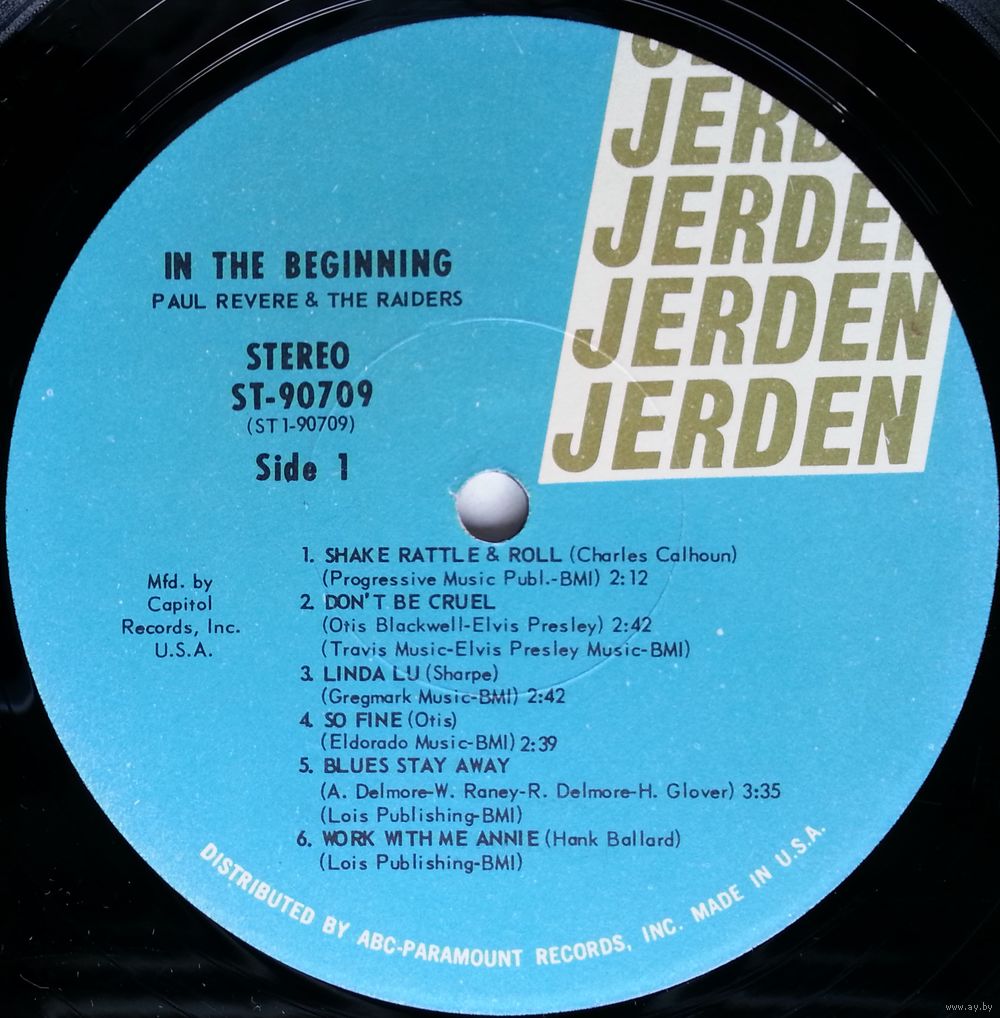 JERDEN
JERDEN
JERDEN
JERDEN
IN THE BEGINNING
PAUL REVERE & THE RAIDERS
STEREO
ST-90709
(ST 1-90709)
Side 1
Mfd. by
Capitol
Records, Inc.
U.S.A.
1. SHAKE RATTLE & ROLL (Charles Calhoun)
(Progressive Music Publ.-BMI) 2:12
2. DON'T BE CRUEL
(Otis Blackwell-Elvis Presley) 2:42
(Travis Music-Elvis Presley Music-BMI)
3. LINDA LU (Sharpe)
(Gregmark Music-BMI) 2:42
4. SO FINE (Otis)
(Eldorado Music-BMI) 2:39
5. BLUES STAY AWAY
(A. Delmore-W. Raney-R. Delmore-H. Glover) 3:35
(Lois Publishing-BMI)
6. WORK WITH ME ANNIE (Hank Ballard)
(Lois Publishing-BMI)
DISTRIBUTED BY ABC-PARAMOUNT RECORDS, INC. MADE IN U.S.A.
www.ay.by